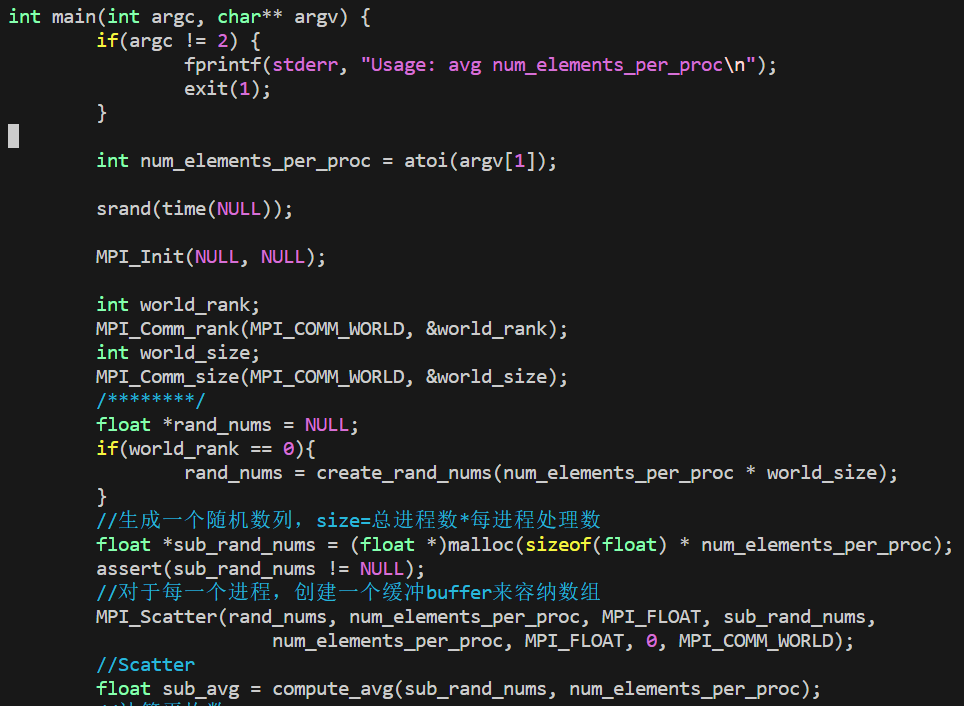 int main(int argc, char** argv) {
        if(argc != 2) {
                fprintf(stderr, "Usage: avg num_elements_per_proc\n");
                exit(1);
        }

        int num_elements_per_proc = atoi(argv[1]);

        srand(time(NULL));

        MPI_Init(NULL, NULL);

        int world_rank;
        MPI_Comm_rank(MPI_COMM_WORLD, &world_rank);
        int world_size;
        MPI_Comm_size(MPI_COMM_WORLD, &world_size);
        /********/
        float *rand_nums = NULL;
        if(world_rank == 0){
                rand_nums = create_rand_nums(num_elements_per_proc * world_size);
        }
        //生成一个随机数列，size=总进程数*每进程处理数
        float *sub_rand_nums = (float *)malloc(sizeof(float) * num_elements_per_proc);
        assert(sub_rand_nums != NULL);
        //对于每一个进程，创建一个缓冲buffer来容纳数组
        MPI_Scatter(rand_nums, num_elements_per_proc, MPI_FLOAT, sub_rand_nums,
                        num_elements_per_proc, MPI_FLOAT, 0, MPI_COMM_WORLD);
        //Scatter
        float sub_avg = compute_avg(sub_rand_nums, num_elements_per_proc);